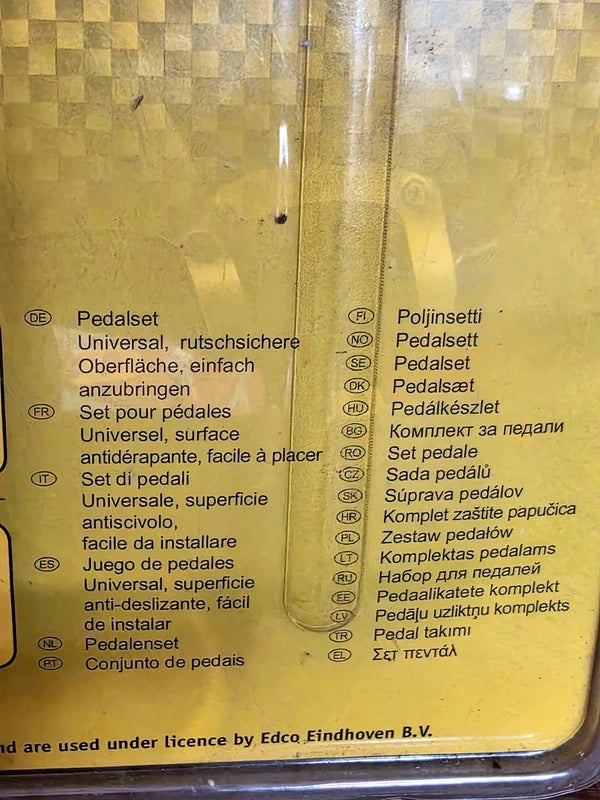 DE Pedalset
Universal, rutschsichere
Oberfläche, einfach
anzubringen
FR Set pour pédales
Universel, surface
antidérapante, facile à placer
IT Set di pedali
Universale, superficie
antiscivolo,
facile da installare
ES Juego de pedales
Universal, superficie
anti-deslizante, fácil
de instalar
NL Pedalenset
PT Conjunto de pedais
FI Poljinsetti
NO Pedalsett
SE Pedalset
DK Pedalsæt
HU Pedálkészlet
BG Комплект за педали
RO Set pedale
CZ Sada pedálů
SK Súprava pedálov
HR Komplet zaštite papučica
PL Zestaw pedałów
LT Komplektas pedalams
RU Набор для педалей
EE Pedaalikatete komplekt
LV Pedāļu uzliktņu komplekts
TR Pedal takımı
EL Σετ πεντάλ
nd are used under licence by Edco Eindhoven B.V.